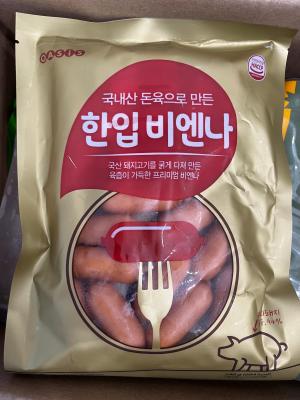 OASIS
HACCP
국내산 돈육으로 만든
한입 비엔나
국산 돼지고기를 굵게 다져 만든
육즙이 가득한 프리미엄 비엔나